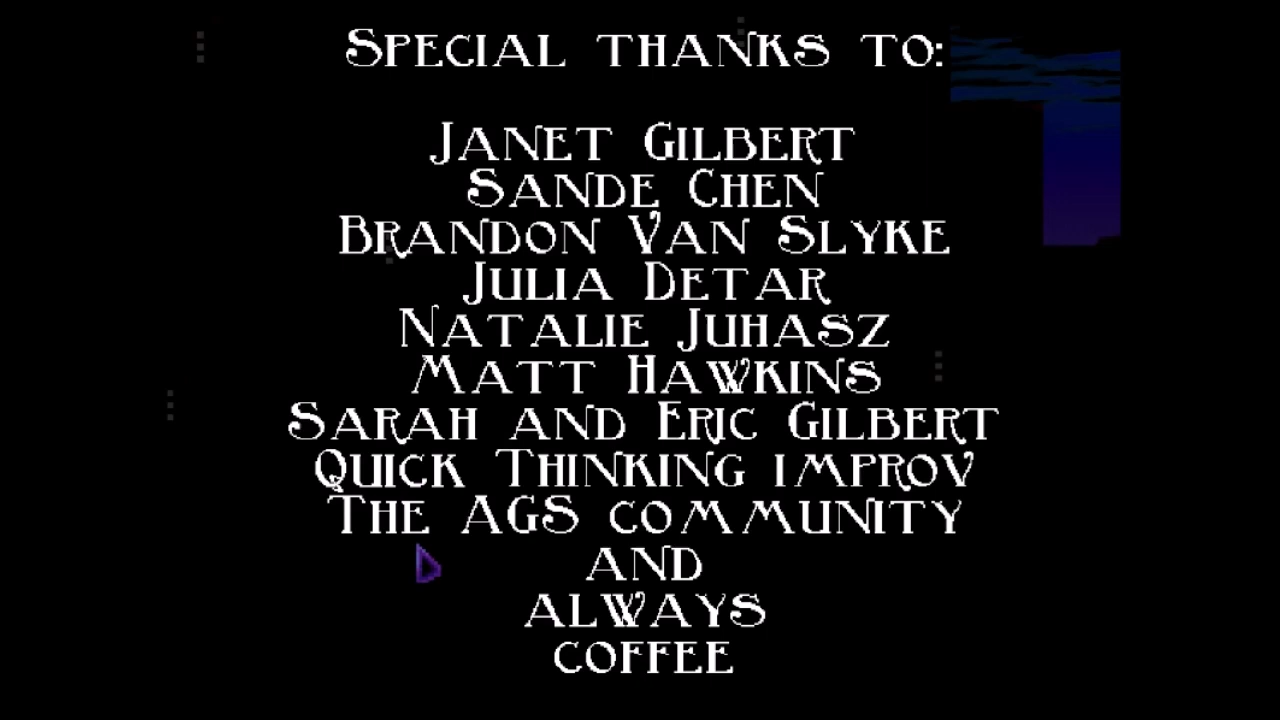 Special thanks to:
Janet Gilbert
Sande Chen
Brandon Van Slyke
Julia Detar
Natalie Juhasz
Matt Hawkins
Sarah and Eric Gilbert
Quick Thinking improv
The AGS community
and
always
coffee